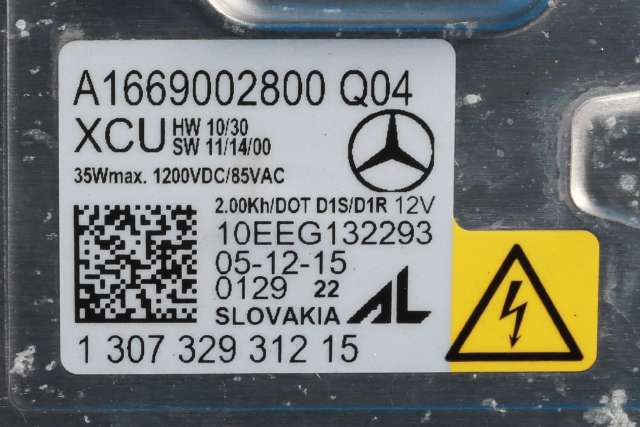 A1669002800 Q04
XCU HW 10/30
SW 11/14/00
35Wmax. 1200VDC/85VAC
2.00Kh/DOT D1S/D1R 12V
10EEG132293
05-12-15
0129 22
SLOVAKIA AL
1 307 329 312 15